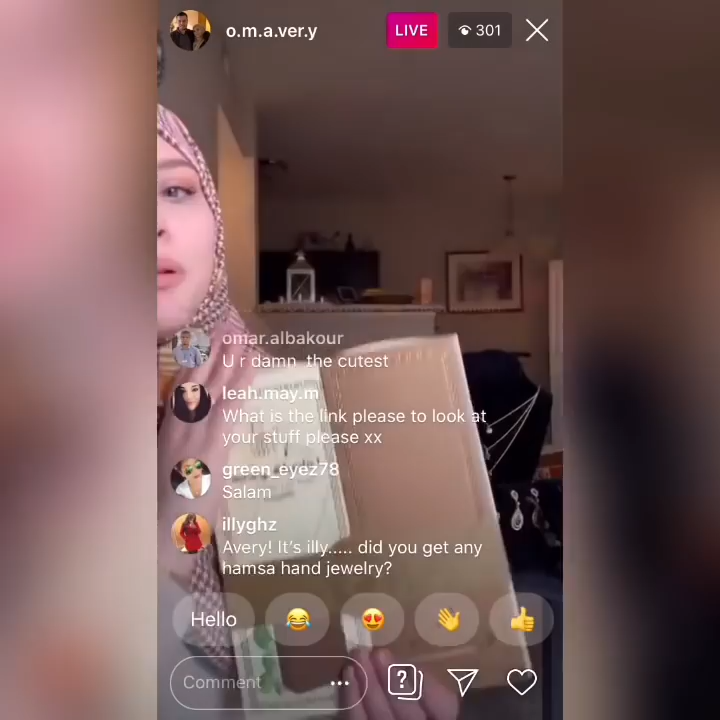 o.m.a.ver.y
LIVE
301
omar.albakour
U r damn the cutest
leah.may.m
What is the link please to look at
your stuff please xx
green_eyez78
Salam
illyghz
Avery! It's illy..... did you get any
hamsa hand jewelry?
Hello
Comment